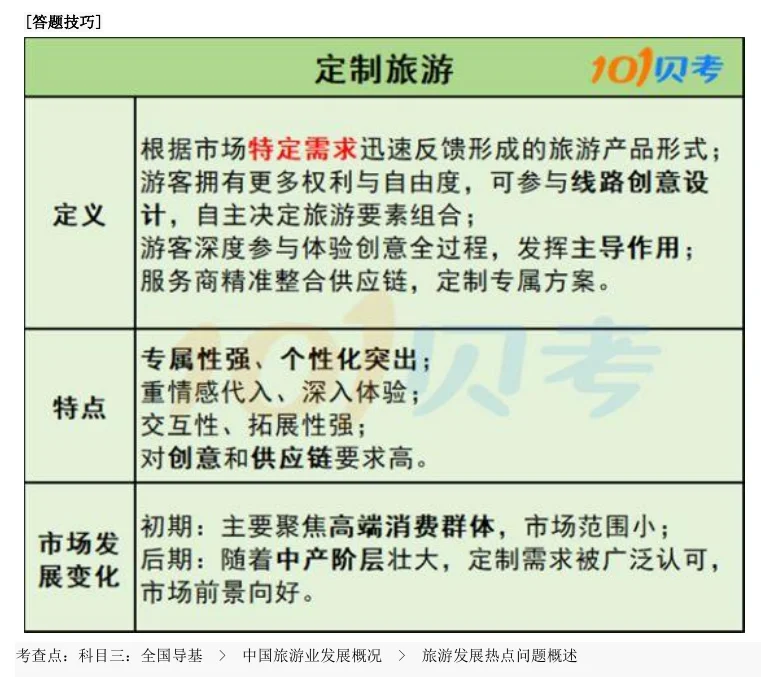 [答题技巧]
定制旅游
101贝考
定义
根据市场特定需求迅速反馈形成的旅游产品形式；
游客拥有更多权利与自由度，可参与线路创意设
计，自主决定旅游要素组合；
游客深度参与体验创意全过程，发挥主导作用；
服务商精准整合供应链，定制专属方案。
101贝考
特点
专属性强、个性化突出；
重情感代入、深入体验；
交互性、拓展性强；
对创意和供应链要求高。
市场发
展变化
初期：主要聚焦高端消费群体，市场范围小；
后期：随着中产阶层壮大，定制需求被广泛认可，
市场前景向好。
考查点：科目三：全国导基 > 中国旅游业发展概况 > 旅游发展热点问题概述